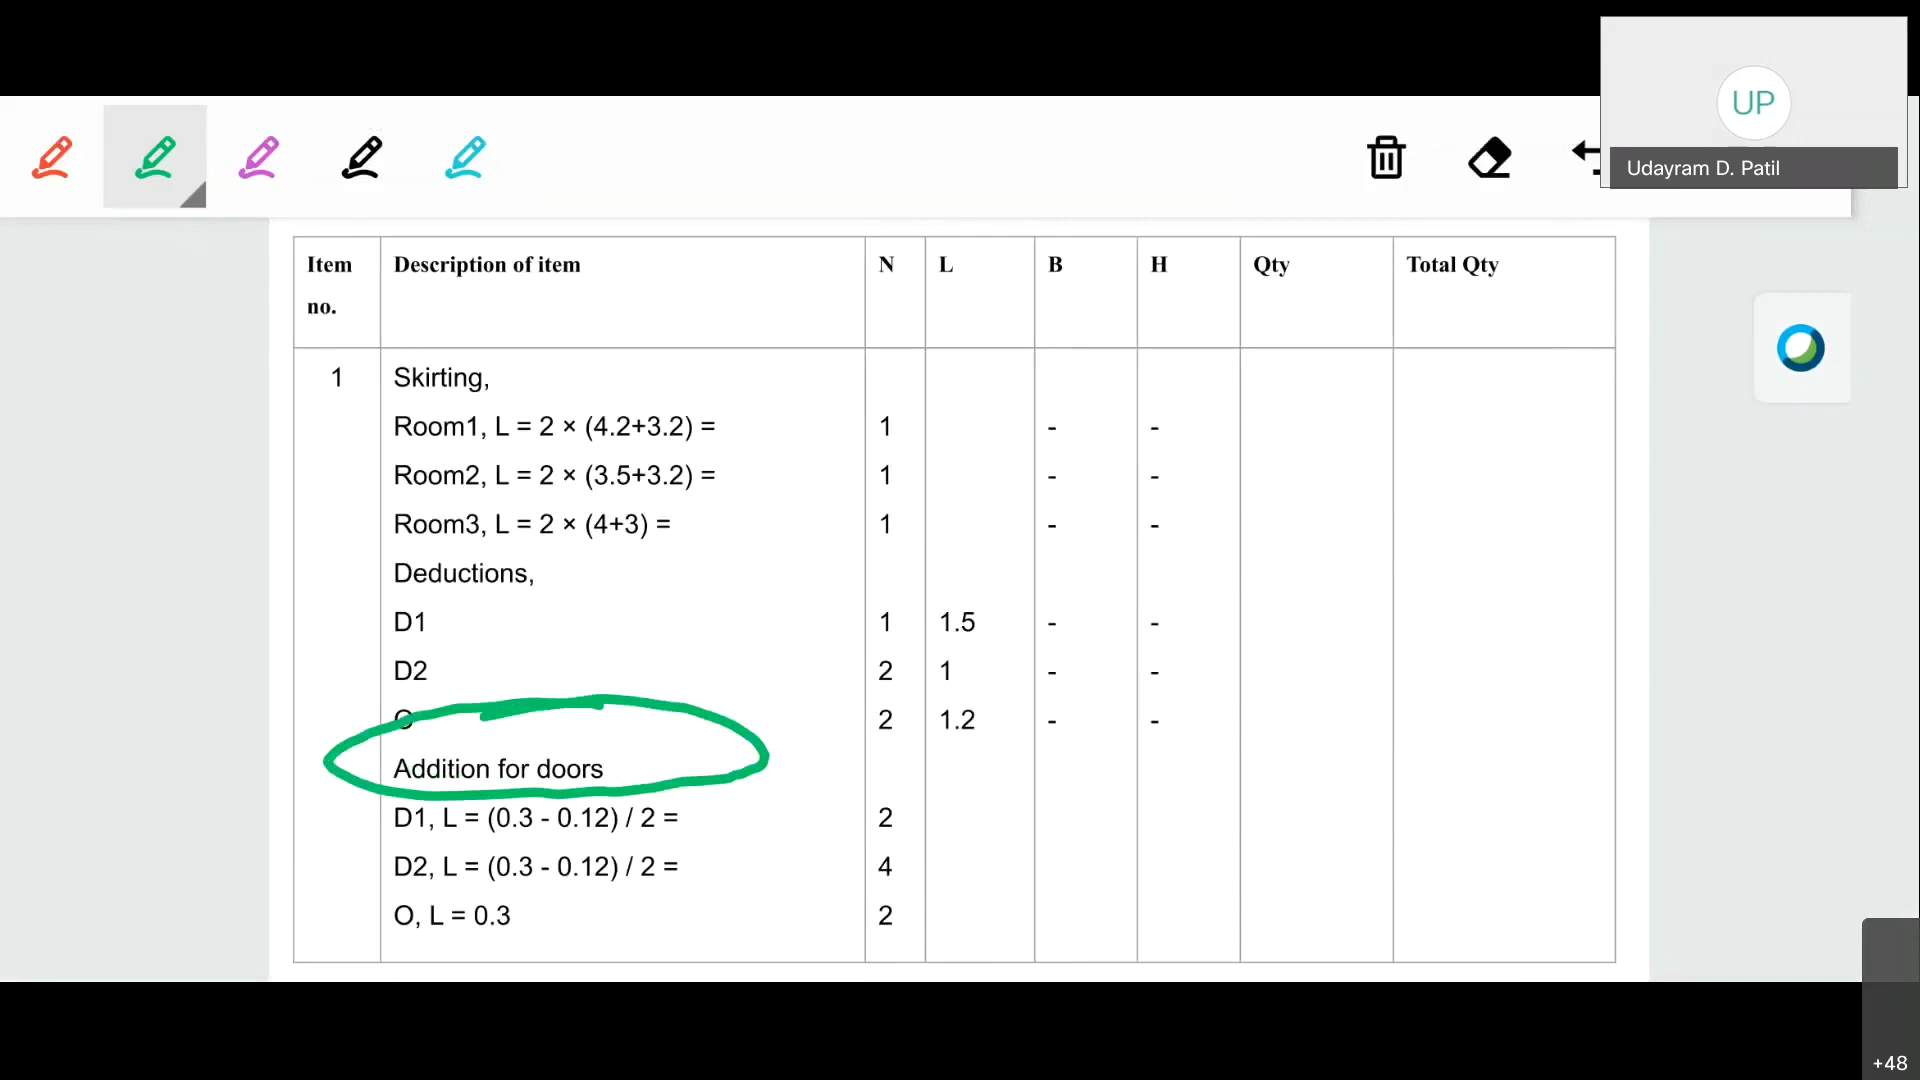 UP
Udayram D. Patil
Item no. Description of item N L B H Qty Total Qty
1 Skirting,
Room1, L = 2 × (4.2+3.2) = 1 - -
Room2, L = 2 × (3.5+3.2) = 1 - -
Room3, L = 2 × (4+3) = 1 - -
Deductions,
D1 1 1.5 - -
D2 2 1 - -
O 2 1.2 - -
Addition for doors
D1, L = (0.3 - 0.12) / 2 = 2
D2, L = (0.3 - 0.12) / 2 = 4
O, L = 0.3 2
+48